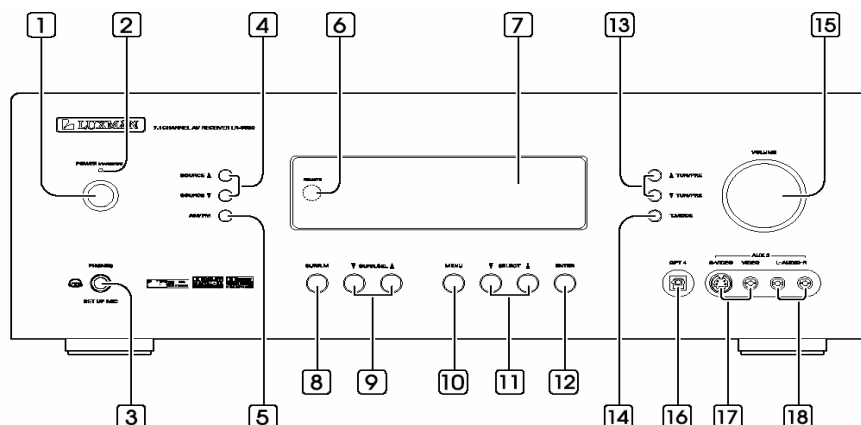 1 2 4 6 7 13 15
LUXMAN 7.1 CHANNEL AV RECEIVER
POWER
VOLUME
SOURCE ▲
REMOTE
▲ TUN/PRE
SOURCE ▼
▼ TUN/PRE
AM/FM
T.MODE
PHONES
SURR.M
▼ SURR.SEL ▲
MENU
▼ SELECT ▲
ENTER
AUX 2
OPT 4
S-VIDEO VIDEO L-AUDIO-R
SET UP MIC
8 9 10 11 12
3 5 14 16 17 18